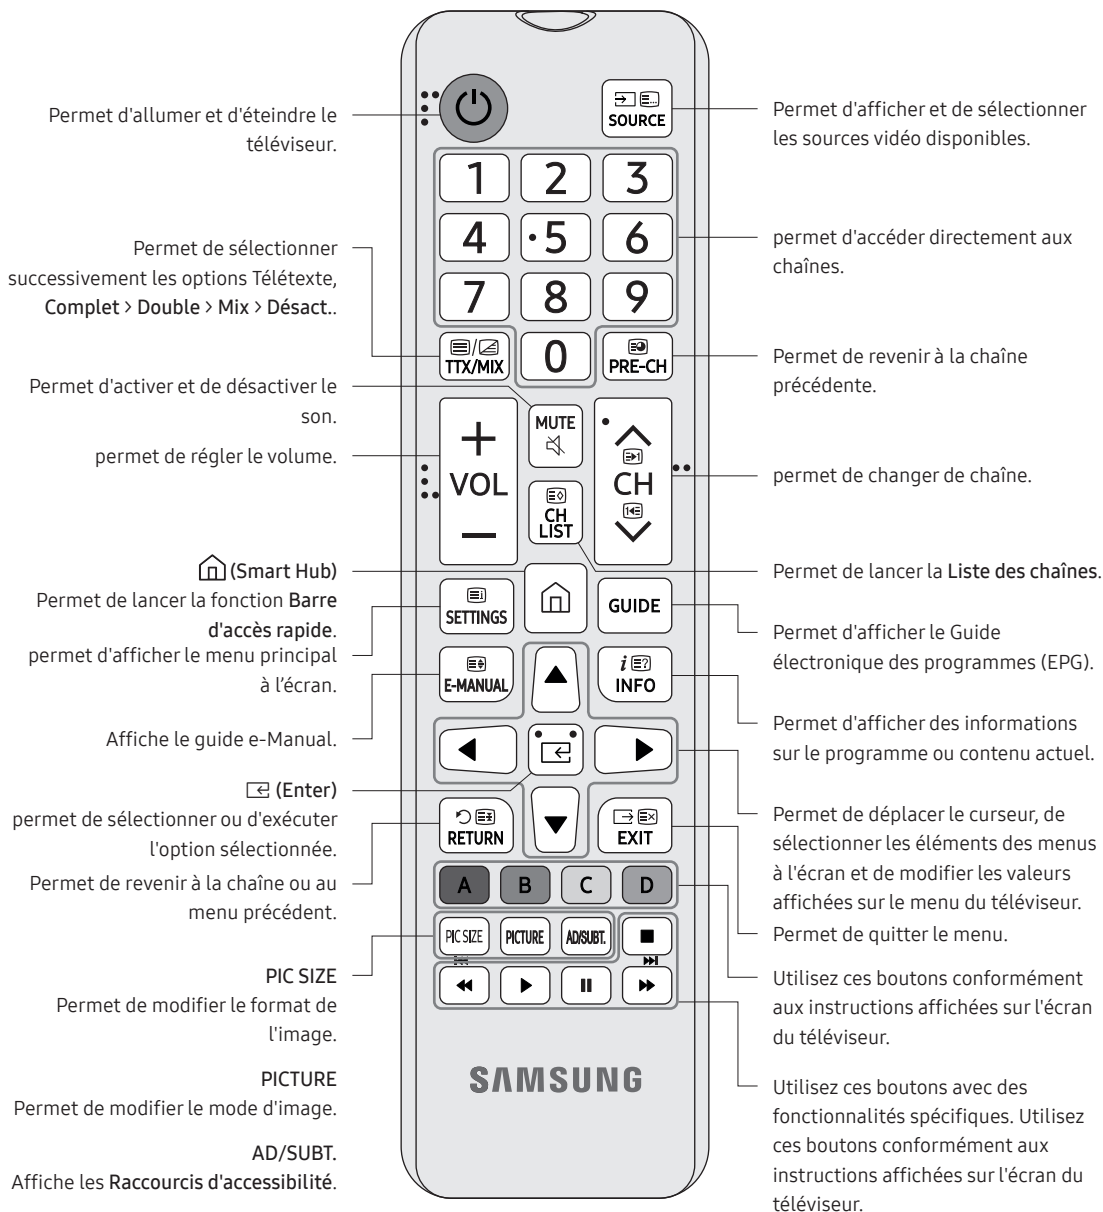 Permet d'allumer et d'éteindre le
téléviseur.
Permet de sélectionner
successivement les options Télétexte,
Complet > Double > Mix > Désact..
Permet d'activer et de désactiver le
son.
permet de régler le volume.
(Smart Hub)
Permet de lancer la fonction Barre
d'accès rapide.
permet d'afficher le menu principal
à l'écran.
Affiche le guide e-Manual.
(Enter)
permet de sélectionner ou d'exécuter
l'option sélectionnée.
Permet de revenir à la chaîne ou au
menu précédent.
PIC SIZE
Permet de modifier le format de
l'image.
PICTURE
Permet de modifier le mode d'image.
AD/SUBT.
Affiche les Raccourcis d'accessibilité.
SOURCE
1 2 3
4 5 6
7 8 9
TTX/MIX 0 PRE-CH
MUTE
VOL
CH
CH
LIST
SETTINGS
GUIDE
E-MANUAL
i
INFO
RETURN
EXIT
A B C D
PIC SIZE PICTURE AD/SUBT.
SAMSUNG
Permet d'afficher et de sélectionner
les sources vidéo disponibles.
permet d'accéder directement aux
chaînes.
Permet de revenir à la chaîne
précédente.
permet de changer de chaîne.
Permet de lancer la Liste des chaînes.
Permet d'afficher le Guide
électronique des programmes (EPG).
Permet d'afficher des informations
sur le programme ou contenu actuel.
Permet de déplacer le curseur, de
sélectionner les éléments des menus
à l'écran et de modifier les valeurs
affichées sur le menu du téléviseur.
Permet de quitter le menu.
Utilisez ces boutons conformément
aux instructions affichées sur l'écran
du téléviseur.
Utilisez ces boutons avec des
fonctionnalités spécifiques. Utilisez
ces boutons conformément aux
instructions affichées sur l'écran du
téléviseur.